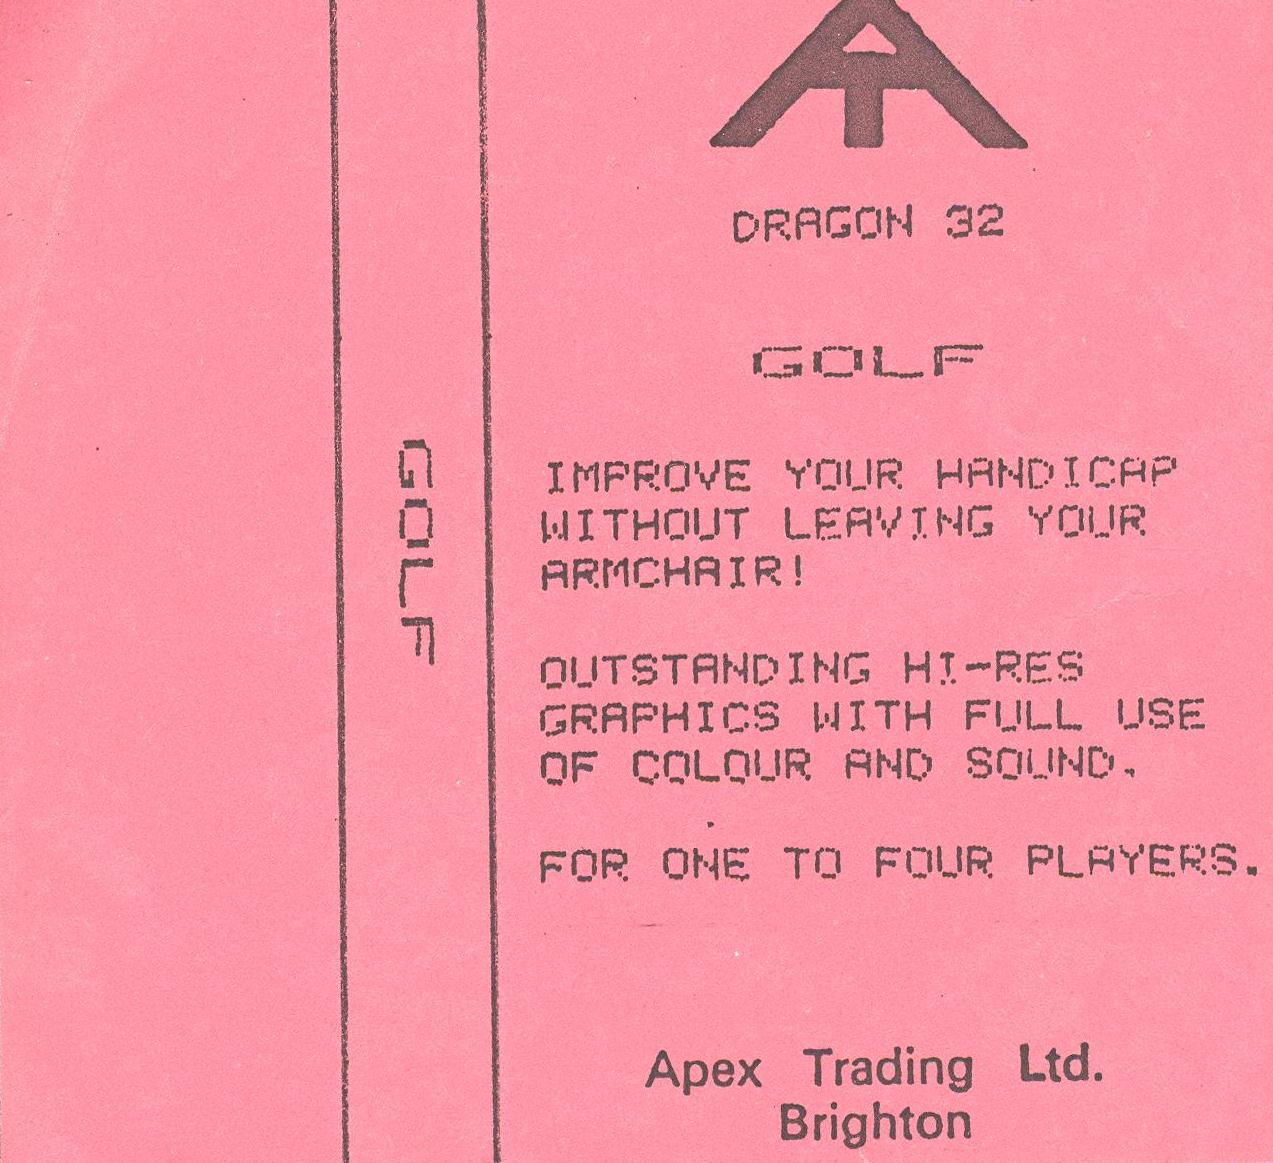 GOLF
DRAGON 32
GOLF
IMPROVE YOUR HANDICAP
WITHOUT LEAVING YOUR
ARMCHAIR!
OUTSTANDING HI-RES
GRAPHICS WITH FULL USE
OF COLOUR AND SOUND.
FOR ONE TO FOUR PLAYERS.
Apex Trading Ltd.
Brighton